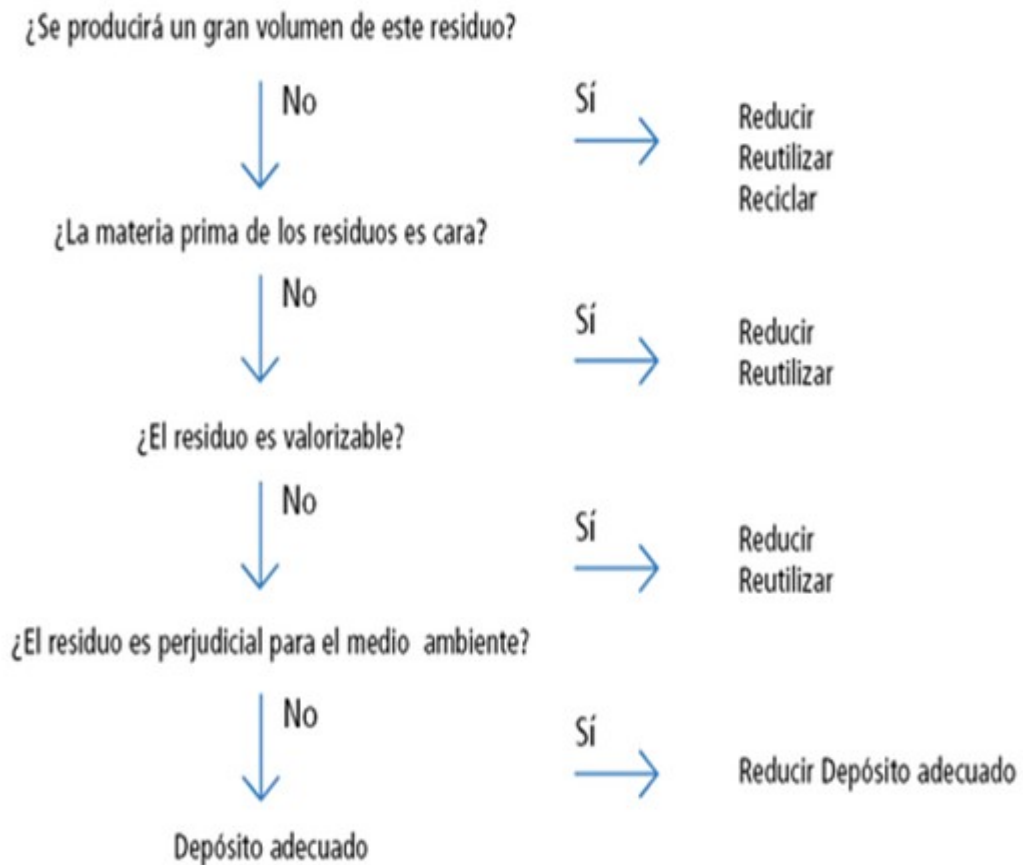 ¿Se producirá un gran volumen de este residuo?
No
Sí
Reducir
Reutilizar
Reciclar
¿La materia prima de los residuos es cara?
No
Sí
Reducir
Reutilizar
¿El residuo es valorizable?
No
Sí
Reducir
Reutilizar
¿El residuo es perjudicial para el medio ambiente?
No
Sí
Reducir Depósito adecuado
Depósito adecuado